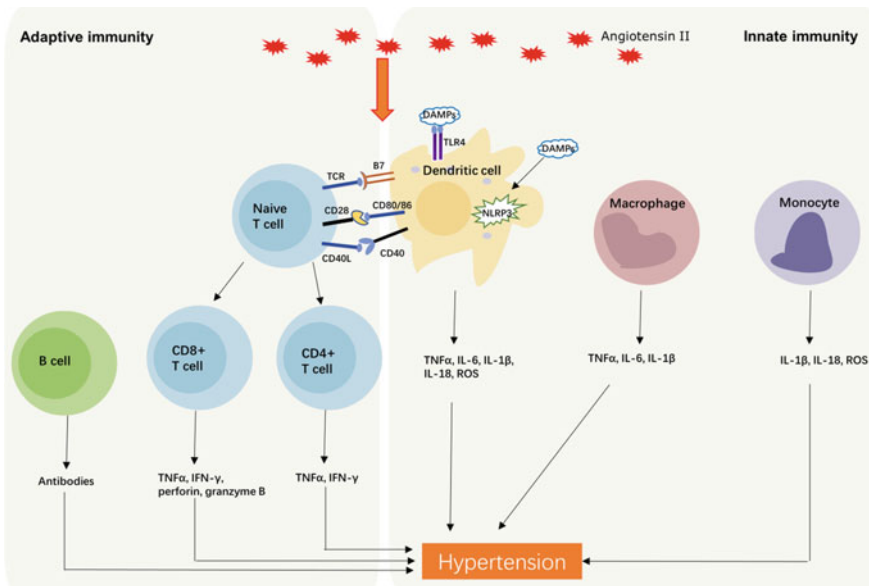 Adaptive immunity
Angiotensin II
Innate immunity
DAMPs
TLR4
DAMPs
TCR
B7
Dendritic cell
Naive
T cell
CD28
CD80/86
NLRP3
CD40L
CD40
Macrophage
Monocyte
B cell
CD8+
T cell
CD4+
T cell
TNFα, IL-6, IL-1β,
IL-18, ROS
TNFα, IL-6, IL-1β
IL-1β, IL-18, ROS
Antibodies
TNFα, IFN-γ,
perforin, granzyme B
TNFα, IFN-γ
Hypertension